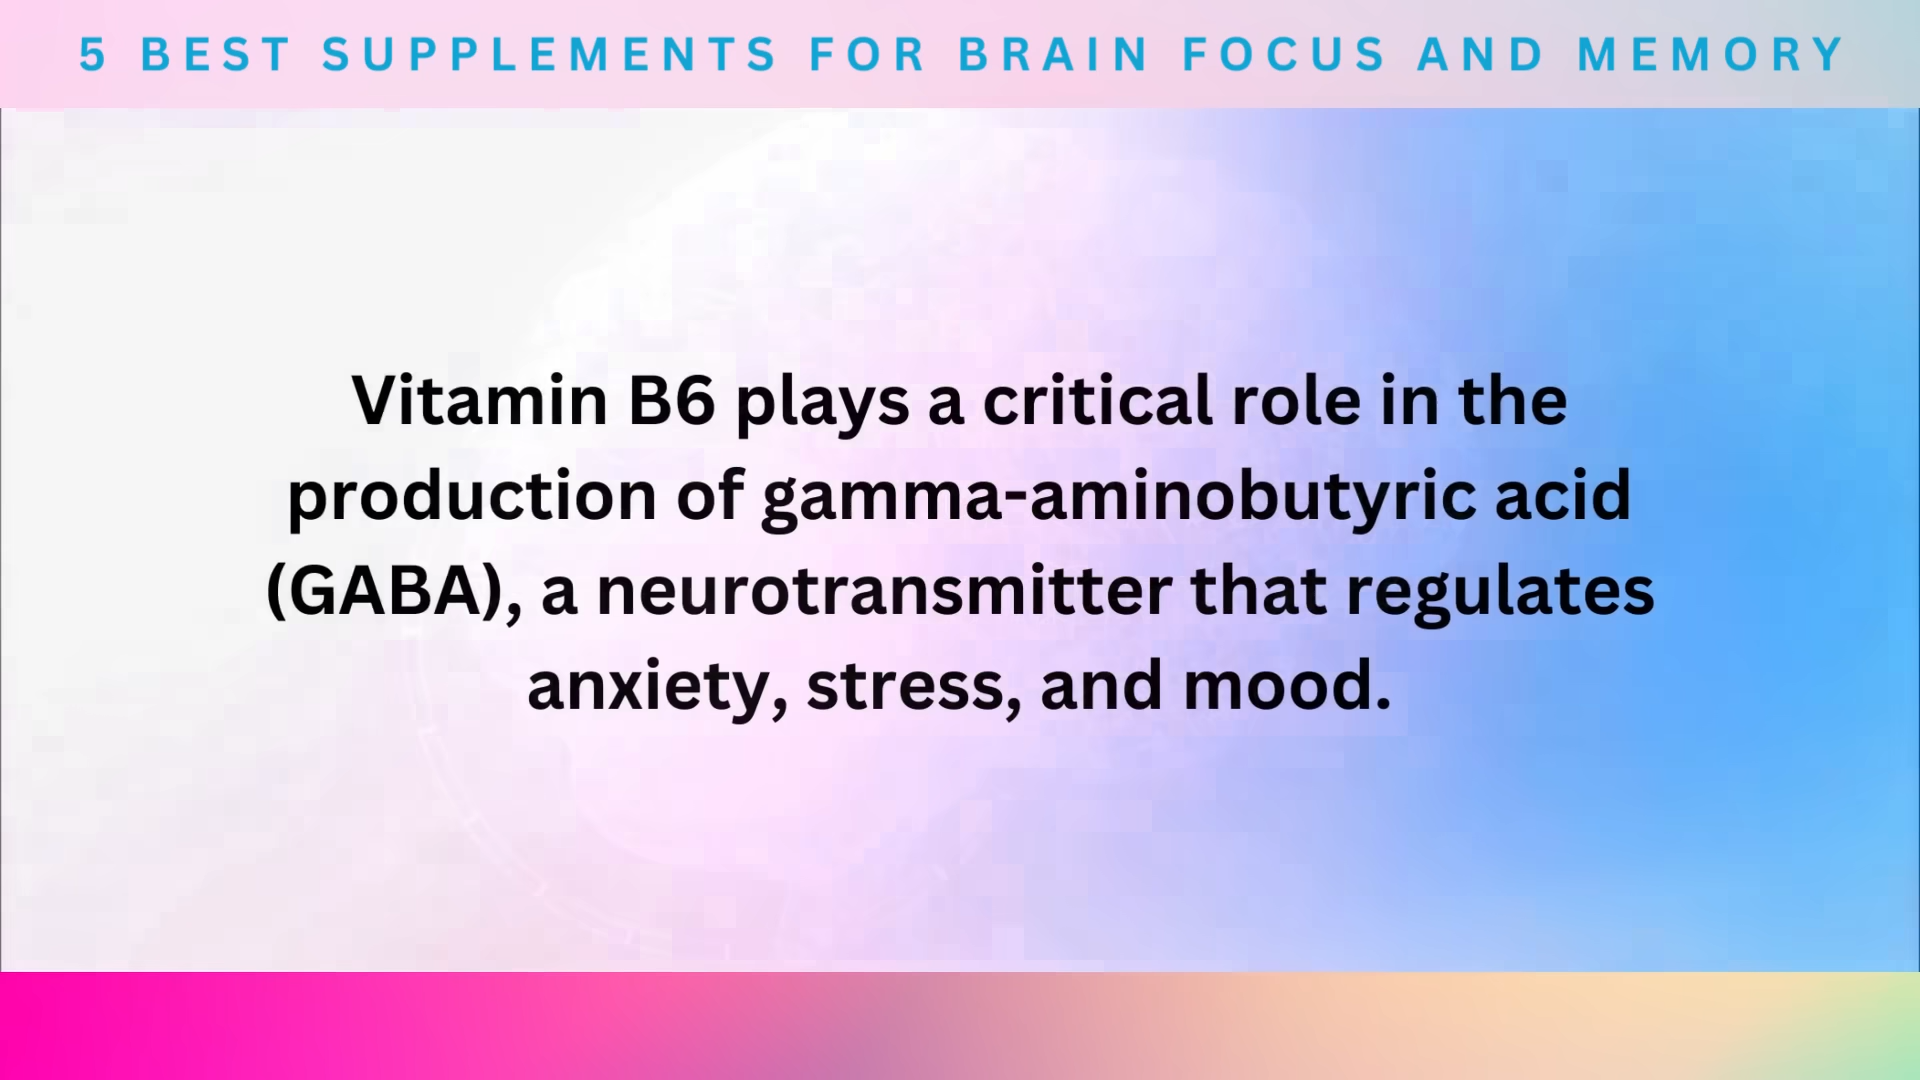 5 BEST SUPPLEMENTS FOR BRAIN FOCUS AND MEMORY
Vitamin B6 plays a critical role in the
production of gamma-aminobutyric acid
(GABA), a neurotransmitter that regulates
anxiety, stress, and mood.